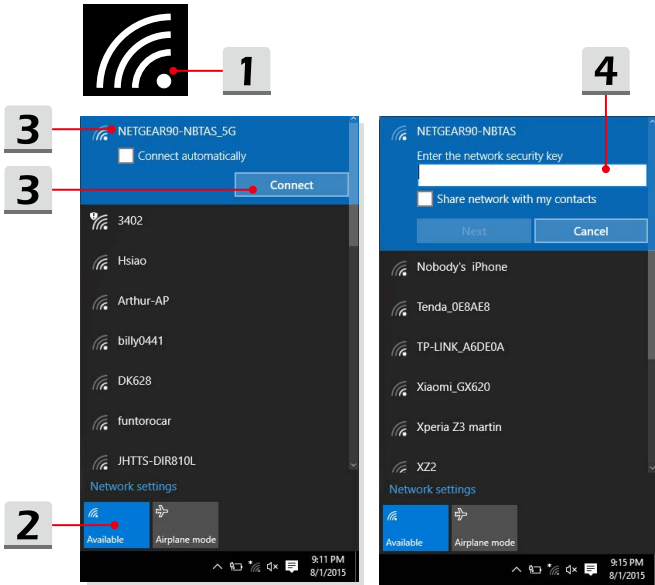 1
3
NETGEAR90-NBTAS_5G
Connect automatically
3
Connect
3402
Hsiao
Arthur-AP
billy0441
DK628
funtorocar
JHTTS-DIR810L
Network settings
2
Available
Airplane mode
9:11 PM
8/1/2015
4
NETGEAR90-NBTAS
Enter the network security key
Share network with my contacts
Next
Cancel
Nobody's iPhone
Tenda_0E8AE8
TP-LINK_A6DE0A
Xiaomi_GX620
Xperia Z3 martin
XZ2
Network settings
Available
Airplane mode
9:15 PM
8/1/2015